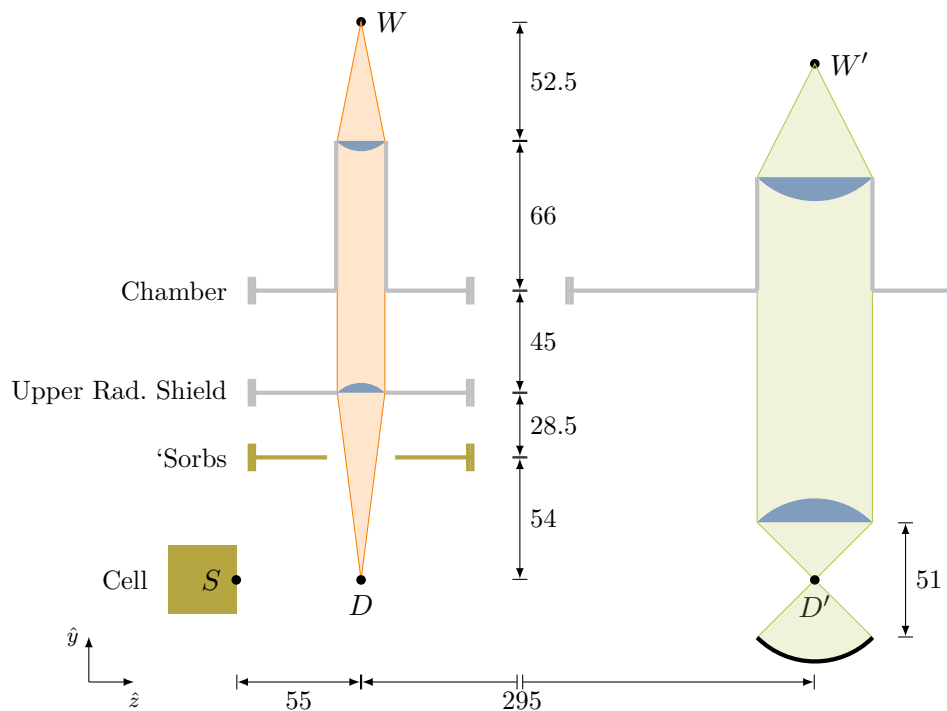 W
52.5
W′
66
Chamber
45
Upper Rad. Shield
28.5
‘Sorbs
54
Cell
S
51
D
D′
ŷ
ẑ
55
295